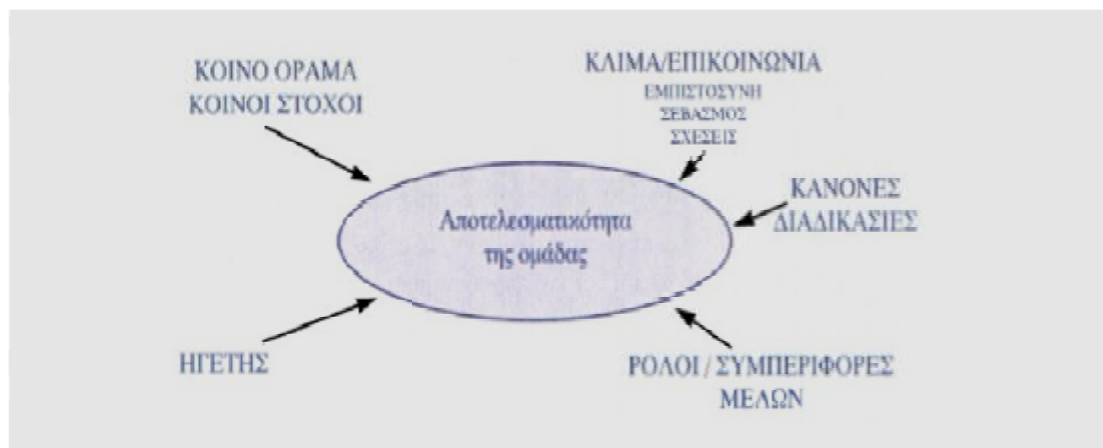 ΚΟΙΝΟ ΟΡΑΜΑ
ΚΟΙΝΟΙ ΣΤΟΧΟΙ
ΚΛΙΜΑ/ΕΠΙΚΟΙΝΩΝΙΑ
ΕΜΠΙΣΤΟΣΥΝΗ
ΣΕΒΑΣΜΟΣ
ΣΧΕΣΕΙΣ
ΚΑΝΟΝΕΣ
ΔΙΑΔΙΚΑΣΙΕΣ
Αποτελεσματικότητα
της ομάδας
ΗΓΕΤΗΣ
ΡΟΛΟΙ / ΣΥΜΠΕΡΙΦΟΡΕΣ
ΜΕΛΩΝ